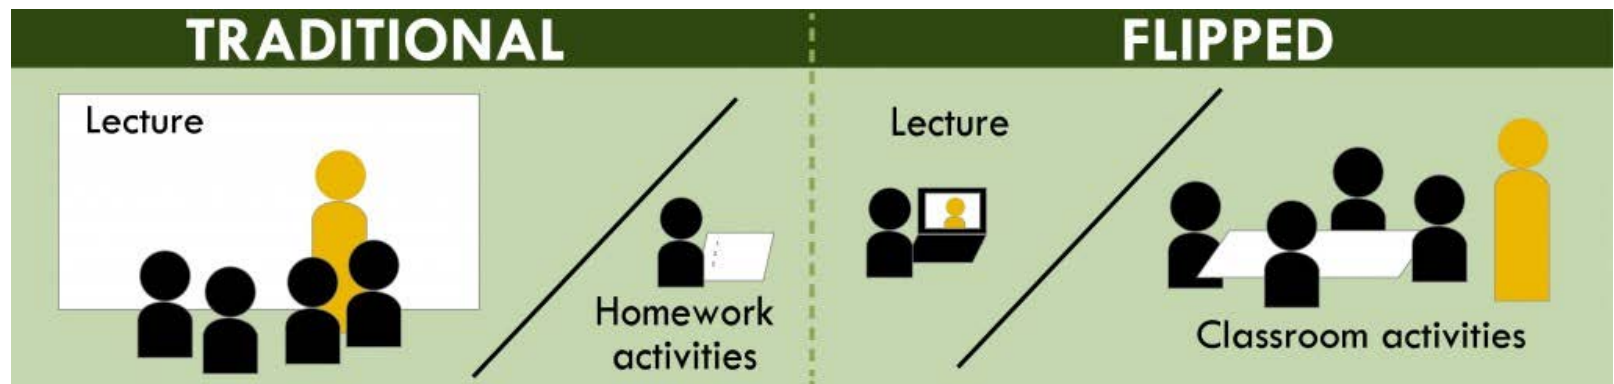 TRADITIONAL
Lecture
Homework
activities
FLIPPED
Lecture
Classroom activities